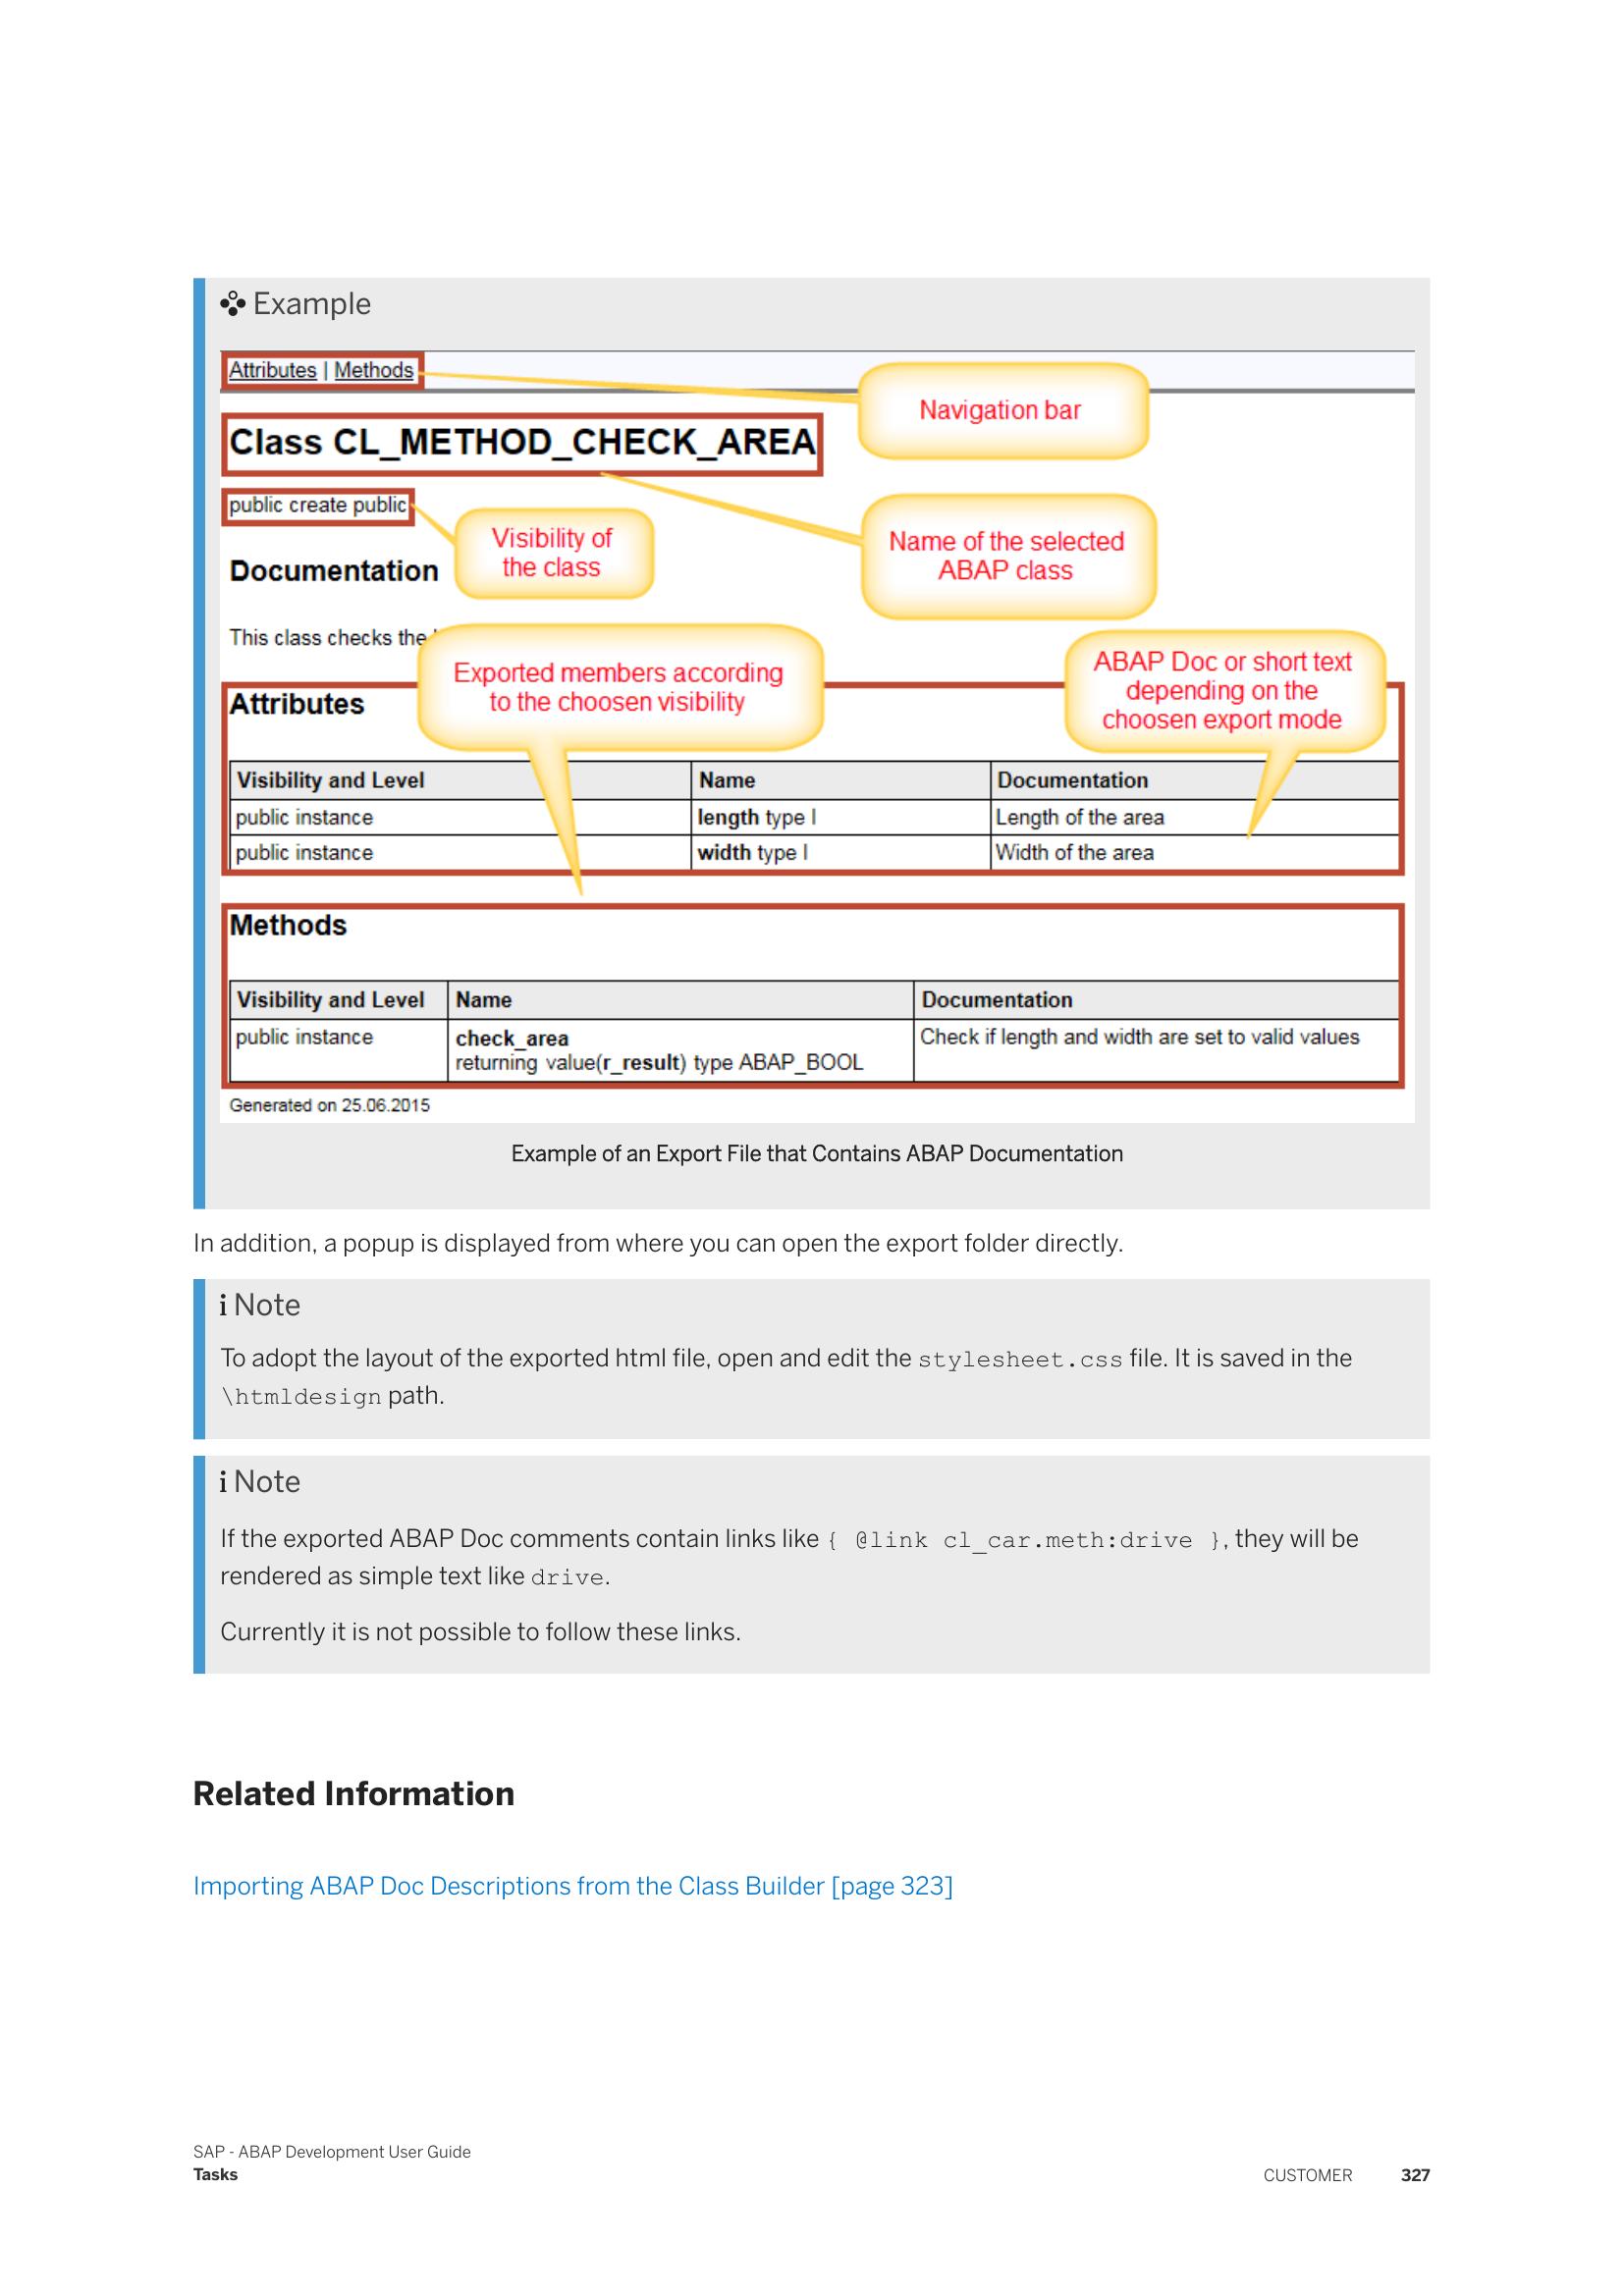 Example
Attributes | Methods
Navigation bar
Class CL_METHOD_CHECK_AREA
public create public
Visibility of
the class
Name of the selected
ABAP class
Documentation
This class checks the
Exported members according
to the choosen visibility
ABAP Doc or short text
depending on the
choosen export mode
Attributes
Visibility and Level Name Documentation
public instance length type I Length of the area
public instance width type I Width of the area
Methods
Visibility and Level Name Documentation
public instance check_area Check if length and width are set to valid values
returning value(r_result) type ABAP_BOOL
Generated on 25.06.2015
Example of an Export File that Contains ABAP Documentation
In addition, a popup is displayed from where you can open the export folder directly.
i Note
To adopt the layout of the exported html file, open and edit the stylesheet.css file. It is saved in the
\htmldesign path.
i Note
If the exported ABAP Doc comments contain links like { @link cl_car.meth:drive }, they will be
rendered as simple text like drive.
Currently it is not possible to follow these links.
Related Information
Importing ABAP Doc Descriptions from the Class Builder [page 323]
SAP - ABAP Development User Guide
Tasks
CUSTOMER 327